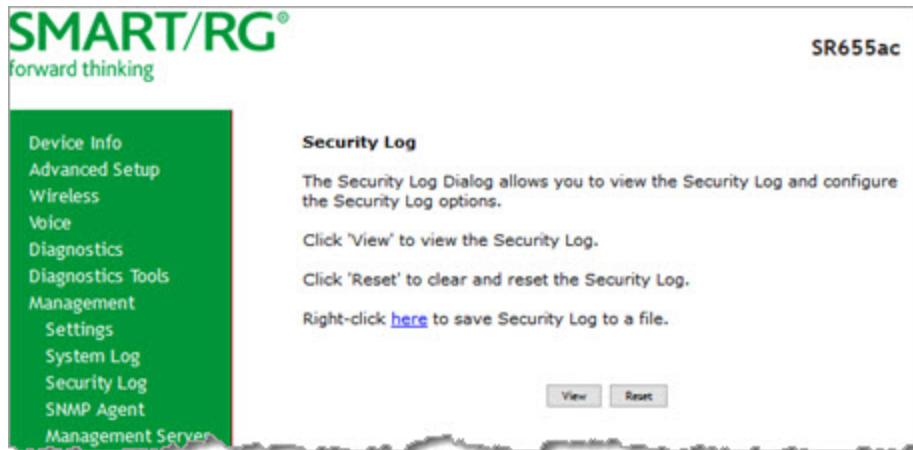 SMART/RG®
forward thinking
SR655ac
Device Info
Advanced Setup
Wireless
Voice
Diagnostics
Diagnostics Tools
Management
Settings
System Log
Security Log
SNMP Agent
Management Server
Security Log
The Security Log Dialog allows you to view the Security Log and configure
the Security Log options.
Click 'View' to view the Security Log.
Click 'Reset' to clear and reset the Security Log.
Right-click here to save Security Log to a file.
View
Reset